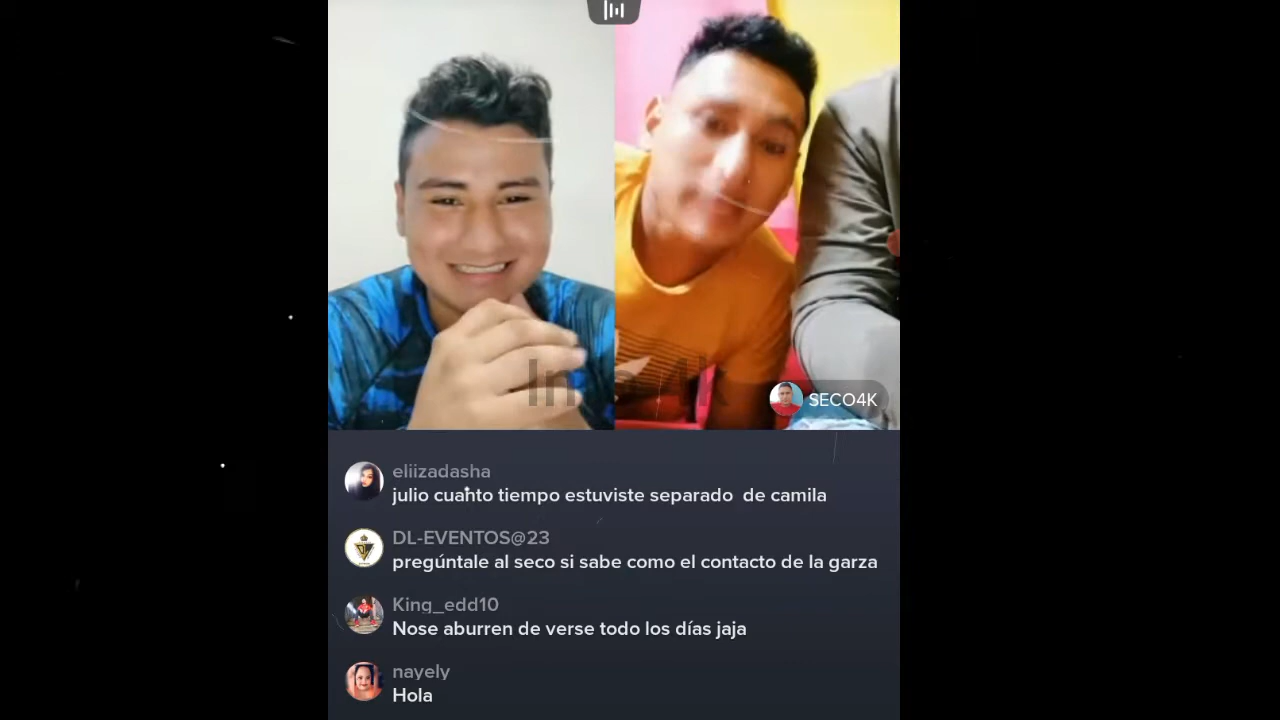 SECO4K
eliizadasha
julio cuanto tiempo estuviste separado de camila
DL-EVENTOS@23
pregúntale al seco si sabe como el contacto de la garza
King_edd10
Nose aburren de verse todo los días jaja
nayely
Hola